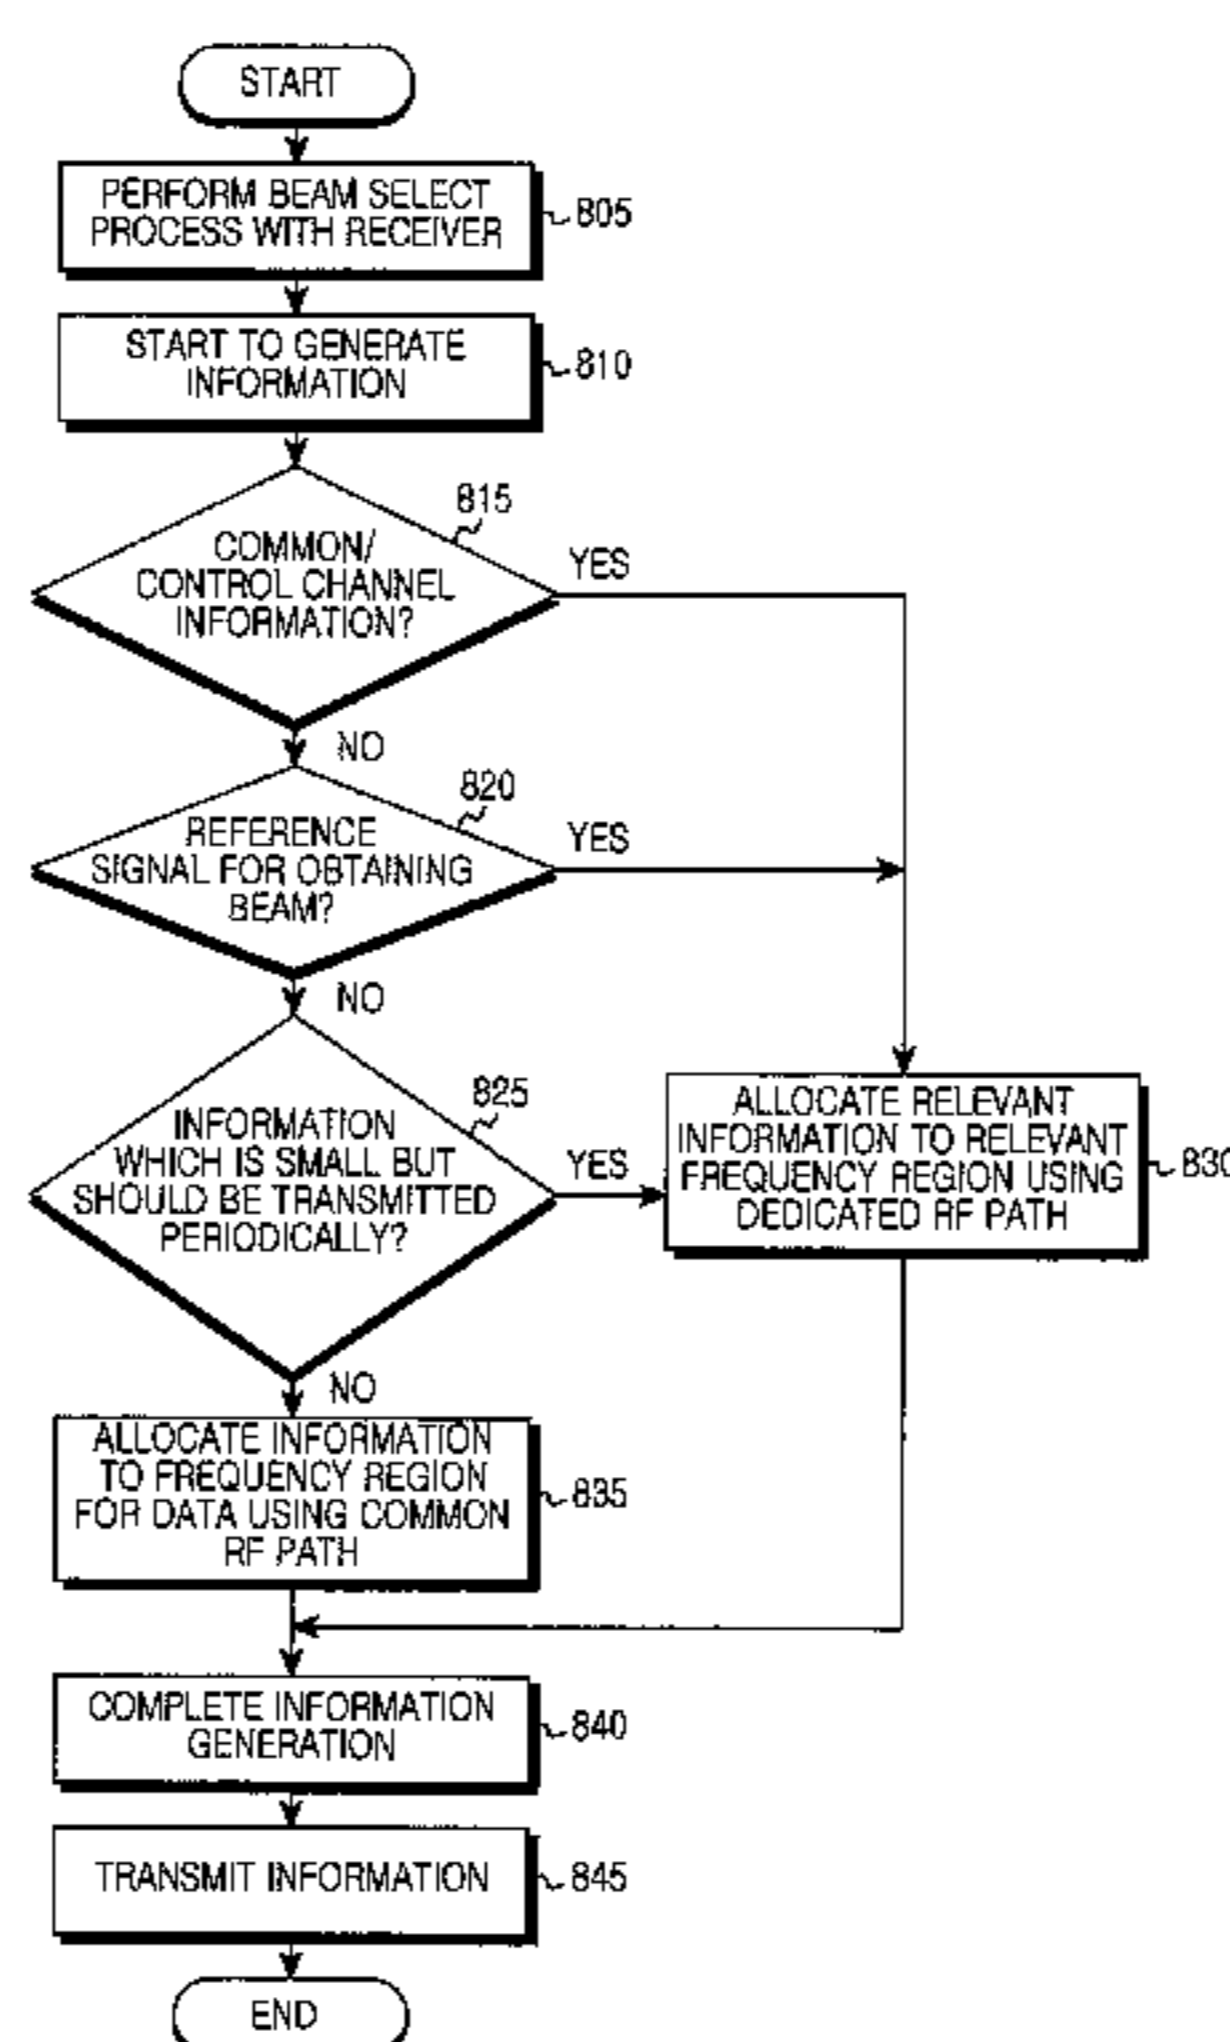 START
PERFORM BEAM SELECT
PROCESS WITH RECEIVER
805
START TO GENERATE
INFORMATION
810
815
COMMON/
CONTROL CHANNEL
INFORMATION?
YES
NO
820
REFERENCE
SIGNAL FOR OBTAINING
BEAM?
YES
NO
825
INFORMATION
WHICH IS SMALL BUT
SHOULD BE TRANSMITTED
PERIODICALLY?
YES
ALLOCATE RELEVANT
INFORMATION TO RELEVANT
FREQUENCY REGION USING
DEDICATED RF PATH
830
NO
ALLOCATE INFORMATION
TO FREQUENCY REGION
FOR DATA USING COMMON
RF PATH
835
COMPLETE INFORMATION
GENERATION
840
TRANSMIT INFORMATION
845
END